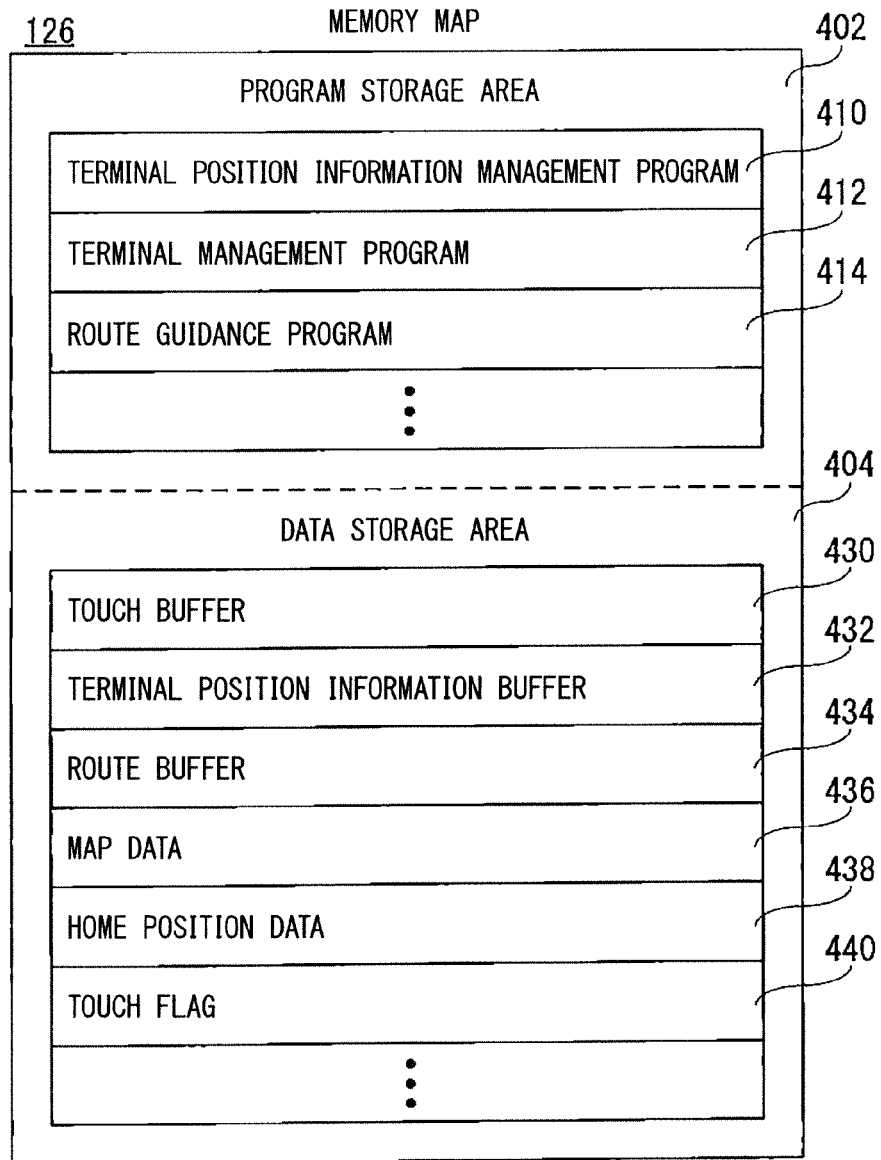 126
MEMORY MAP
402
PROGRAM STORAGE AREA
410
TERMINAL POSITION INFORMATION MANAGEMENT PROGRAM
412
TERMINAL MANAGEMENT PROGRAM
414
ROUTE GUIDANCE PROGRAM
404
DATA STORAGE AREA
430
TOUCH BUFFER
432
TERMINAL POSITION INFORMATION BUFFER
434
ROUTE BUFFER
436
MAP DATA
438
HOME POSITION DATA
440
TOUCH FLAG